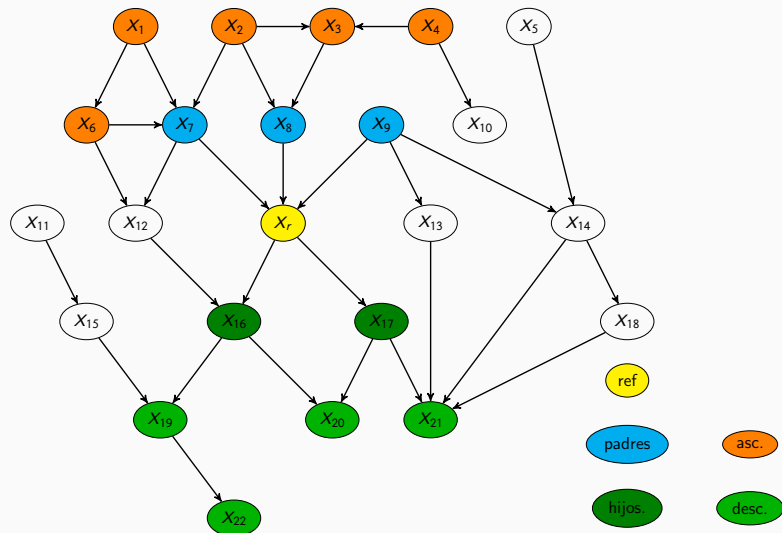 X1 X2 X3 X4 X5
X6 X7 X8 X9 X10
X11 X12 Xr X13 X14
X15 X16 X17 X18
ref
X19 X20 X21
padres asc.
hijos. desc.
X22